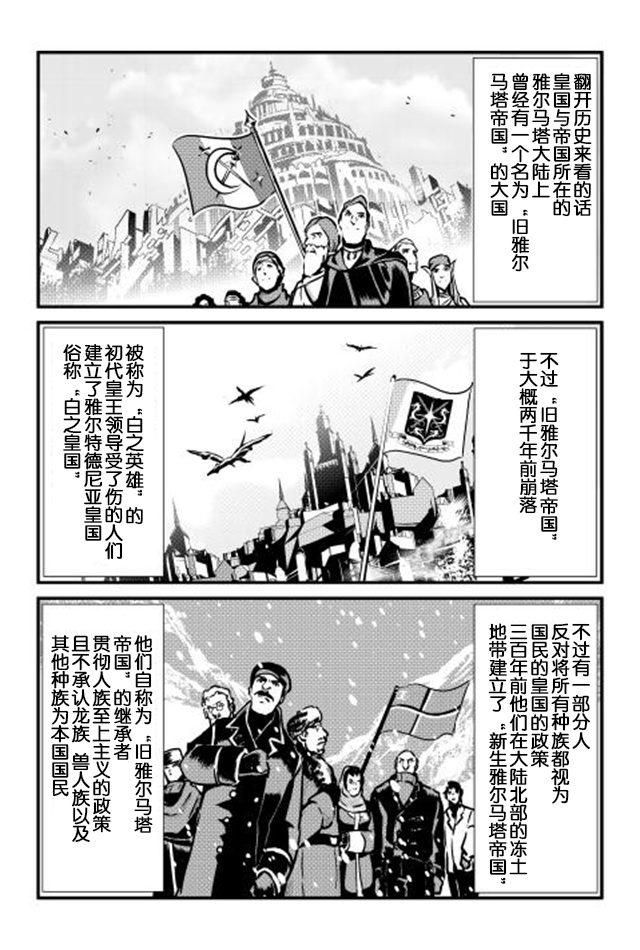 翻开历史来看的话
皇国与帝国所在的
雅尔马塔大陆上
曾经有一个名为“旧雅尔
马塔帝国”的大国
不过“旧雅尔马塔帝国”
于大概两千年前崩落
被称为“白之英雄”的
初代皇王领导受了伤的人们
建立了雅尔特德尼亚皇国
俗称“白之皇国”
不过有一部分人
反对将所有种族都视为
国民的皇国的政策
三百年前他们在大陆北部的冻土
地带建立了“新生雅尔马塔帝国”
他们自称为“旧雅尔马塔
帝国”的继承者
贯彻人族至上主义的政策
且不承认龙族 兽人族以及
其他种族为本国国民